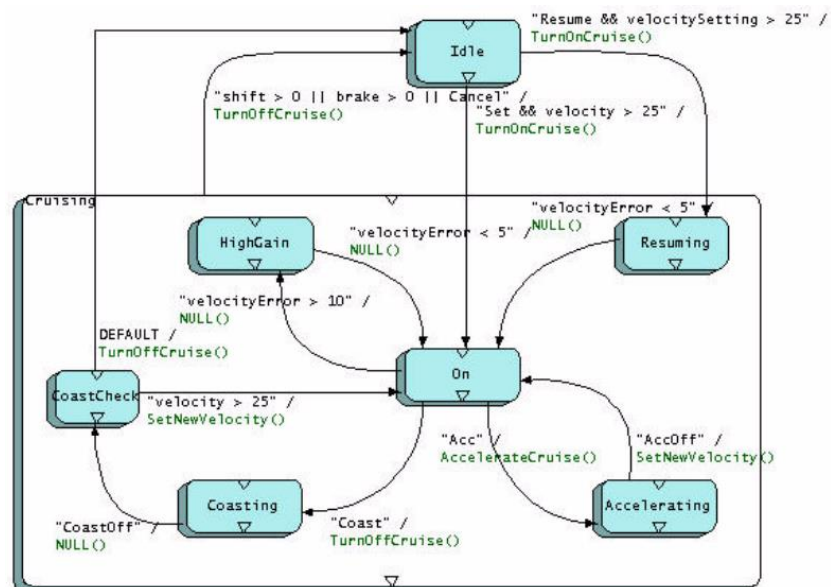 "Resume && velocitySetting > 25" /
TurnOnCruise()
Idle
"shift > 0 || brake > 0 || Cancel" /
TurnOffCruise()
"Set && velocity > 25" /
TurnOnCruise()
Cruising
HighGain
"velocityError < 5" /
NULL()
"velocityError < 5" /
NULL()
Resuming
"velocityError > 10" /
NULL()
DEFAULT /
TurnOffCruise()
On
CoastCheck
"velocity > 25" /
SetNewVelocity()
"Acc" /
AccelerateCruise()
"AccOff" /
SetNewVelocity()
Coasting
Accelerating
"CoastOff" /
NULL()
"Coast" /
TurnOffCruise()